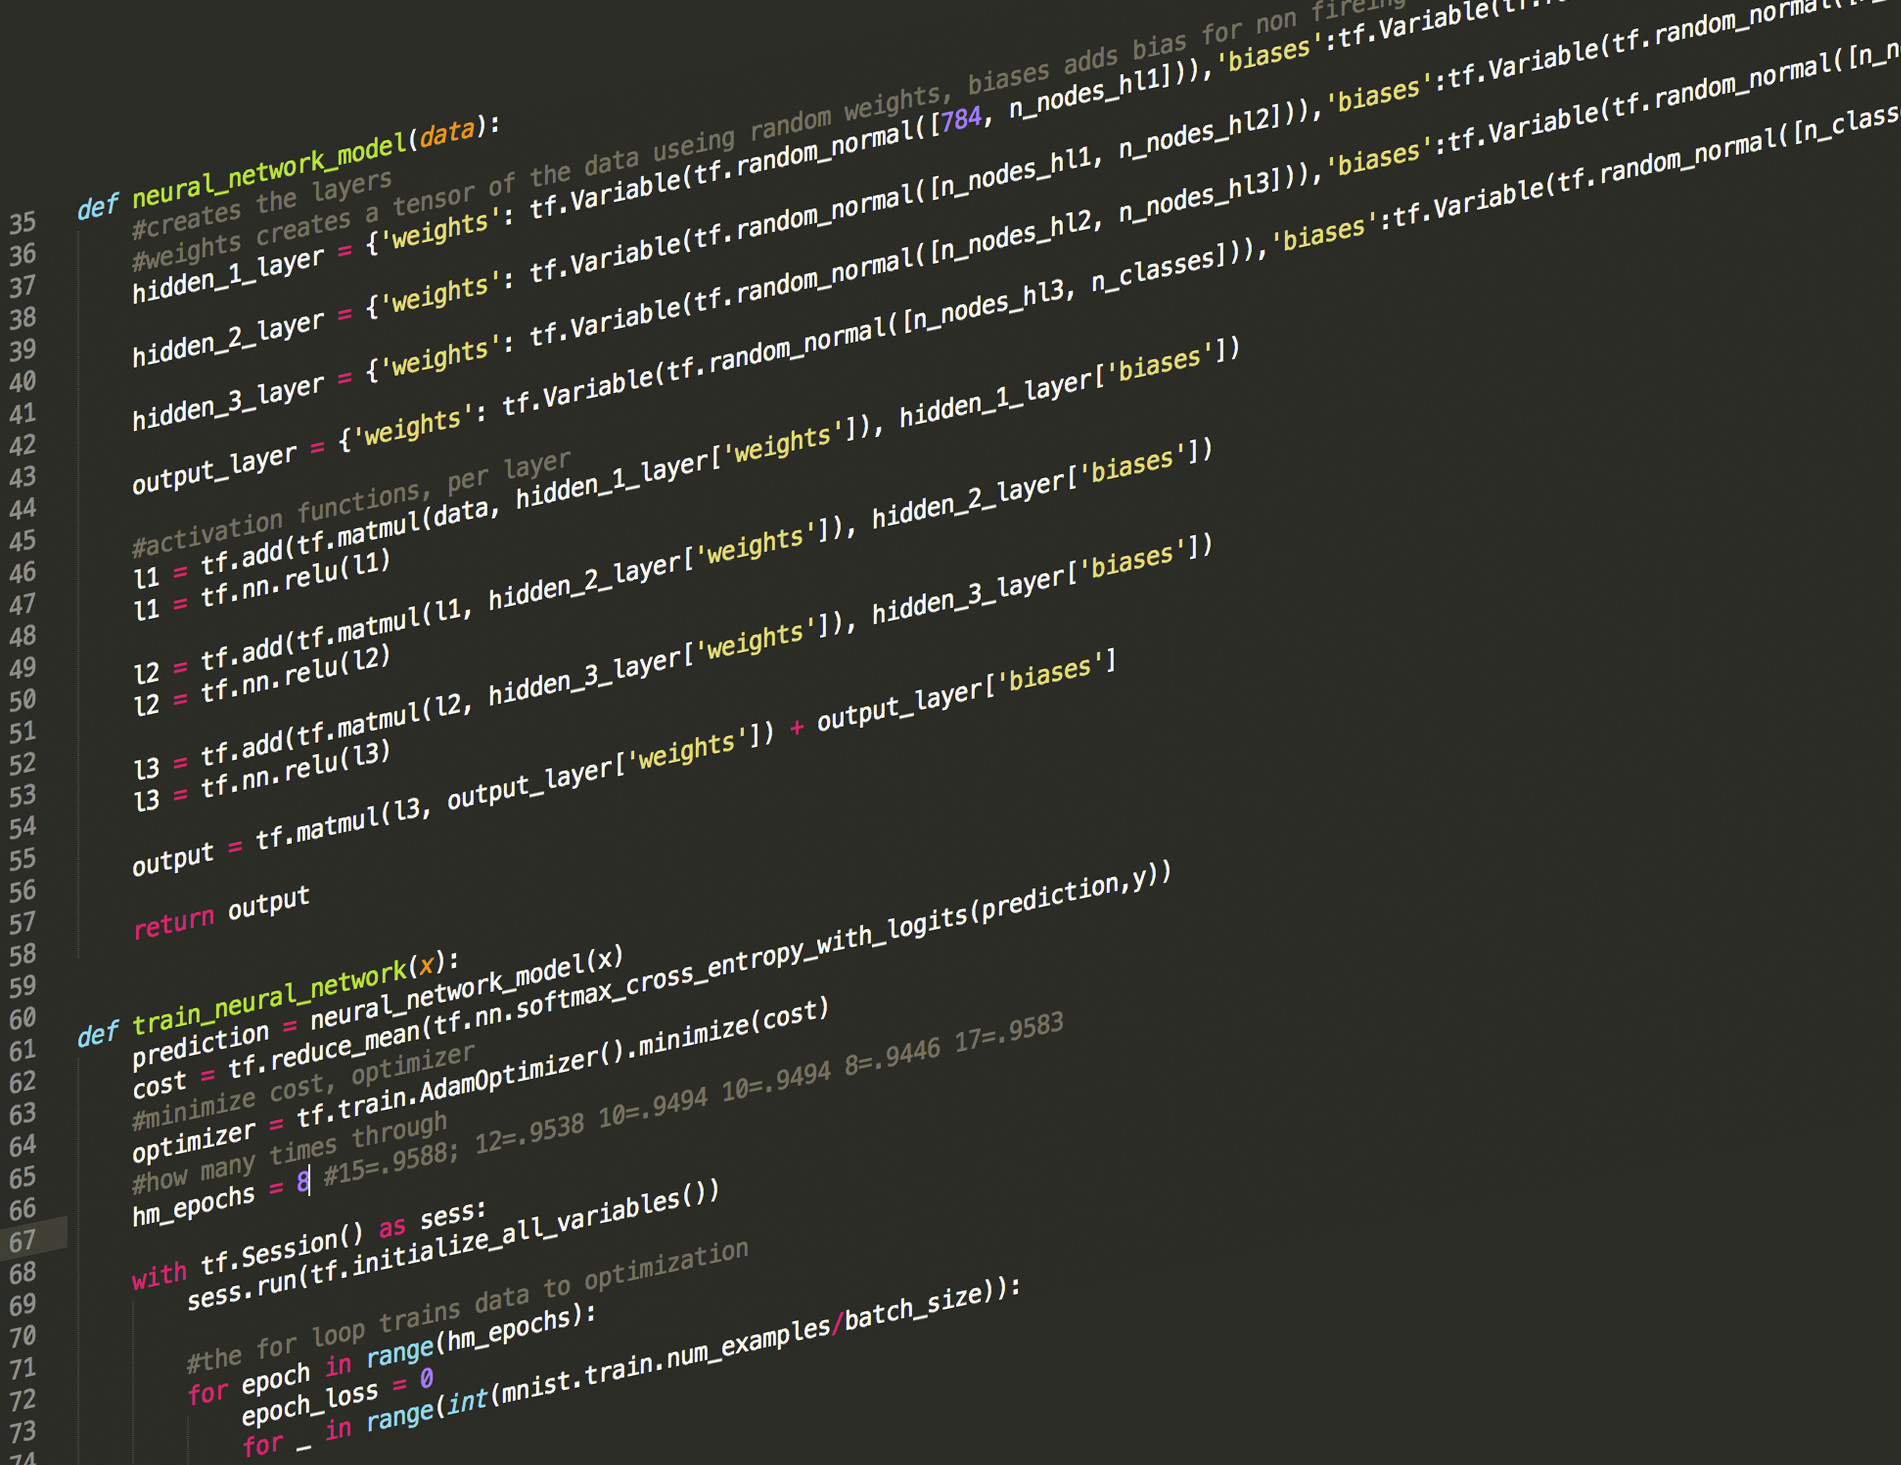 35 def neural_network_model(data):
36 #creates the layers
37 #weights creates a tensor of the data useing random weights, biases adds bias for non fireing
38 hidden_1_layer = {'weights': tf.Variable(tf.random_normal([784, n_nodes_hl1])),'biases':tf.Variable(tf.
39
40 hidden_2_layer = {'weights': tf.Variable(tf.random_normal([n_nodes_hl1, n_nodes_hl2])),'biases':tf.Variable(tf.random_normal([
41
42 hidden_3_layer = {'weights': tf.Variable(tf.random_normal([n_nodes_hl2, n_nodes_hl3])),'biases':tf.Variable(tf.random_normal([n_n
43
44 output_layer = {'weights': tf.Variable(tf.random_normal([n_nodes_hl3, n_classes])),'biases':tf.Variable(tf.random_normal([n_class
45
46 #activation functions, per layer
47 l1 = tf.add(tf.matmul(data, hidden_1_layer['weights']), hidden_1_layer['biases'])
48 l1 = tf.nn.relu(l1)
49
50 l2 = tf.add(tf.matmul(l1, hidden_2_layer['weights']), hidden_2_layer['biases'])
51 l2 = tf.nn.relu(l2)
52
53 l3 = tf.add(tf.matmul(l2, hidden_3_layer['weights']), hidden_3_layer['biases'])
54 l3 = tf.nn.relu(l3)
55
56 output = tf.matmul(l3, output_layer['weights']) + output_layer['biases']
57
58 return output
59
60
61 def train_neural_network(x):
62 prediction = neural_network_model(x)
63 cost = tf.reduce_mean(tf.nn.softmax_cross_entropy_with_logits(prediction,y))
64 #minimize cost, optimizer
65 optimizer = tf.train.AdamOptimizer().minimize(cost)
66 #how many times through
67 hm_epochs = 8 #15=.9588; 12=.9538 10=.9494 10=.9494 8=.9446 17=.9583
68
69 with tf.Session() as sess:
70 sess.run(tf.initialize_all_variables())
71
72 #the for loop trains data to optimization
73 for epoch in range(hm_epochs):
74 epoch_loss = 0
for _ in range(int(mnist.train.num_examples/batch_size)):